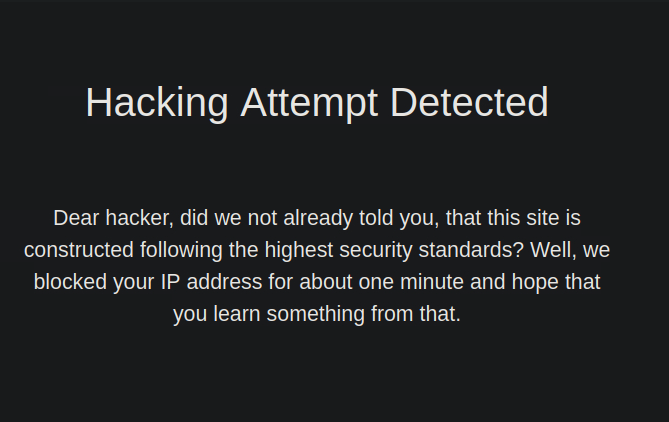 Hacking Attempt Detected
Dear hacker, did we not already told you, that this site is
constructed following the highest security standards? Well, we
blocked your IP address for about one minute and hope that
you learn something from that.